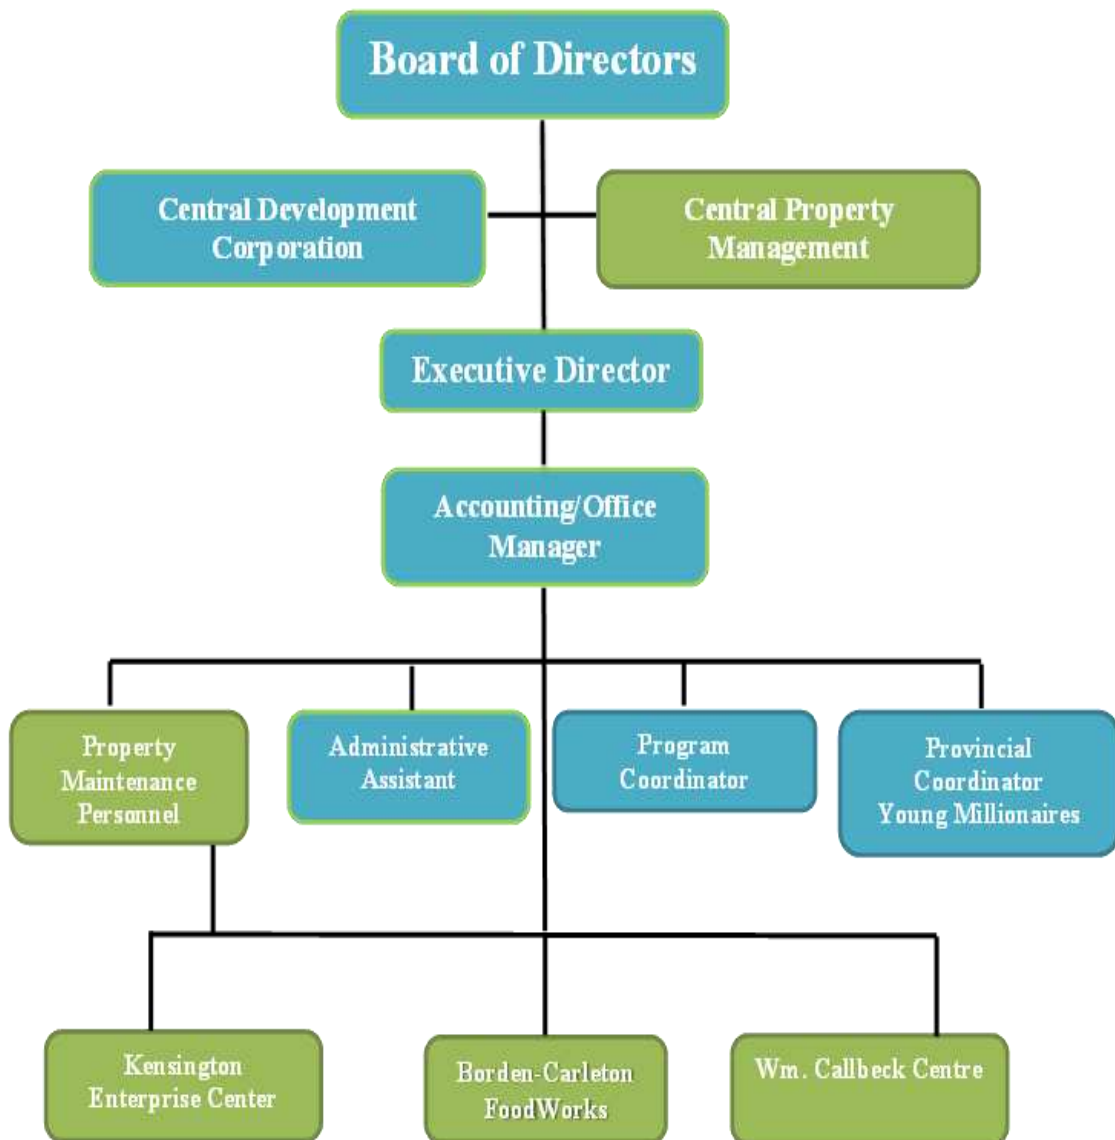 Board of Directors
Central Development
Corporation
Central Property
Management
Executive Director
Accounting/Office
Manager
Property
Maintenance
Personnel
Administrative
Assistant
Program
Coordinator
Provincial
Coordinator
Young Millionaires
Kensington
Enterprise Center
Borden-Carleton
FoodWorks
Wm. Callbeck Centre